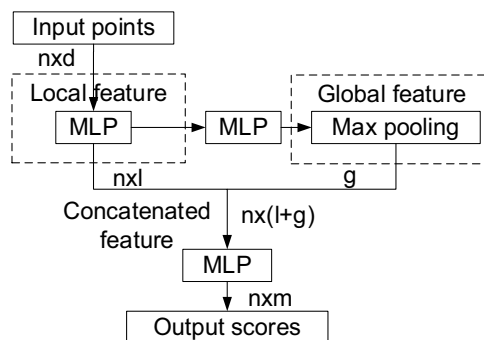 Input points
nxd
Local feature
Global feature
MLP
MLP
Max pooling
nxl
g
Concatenated
feature
nx(l+g)
MLP
nxm
Output scores